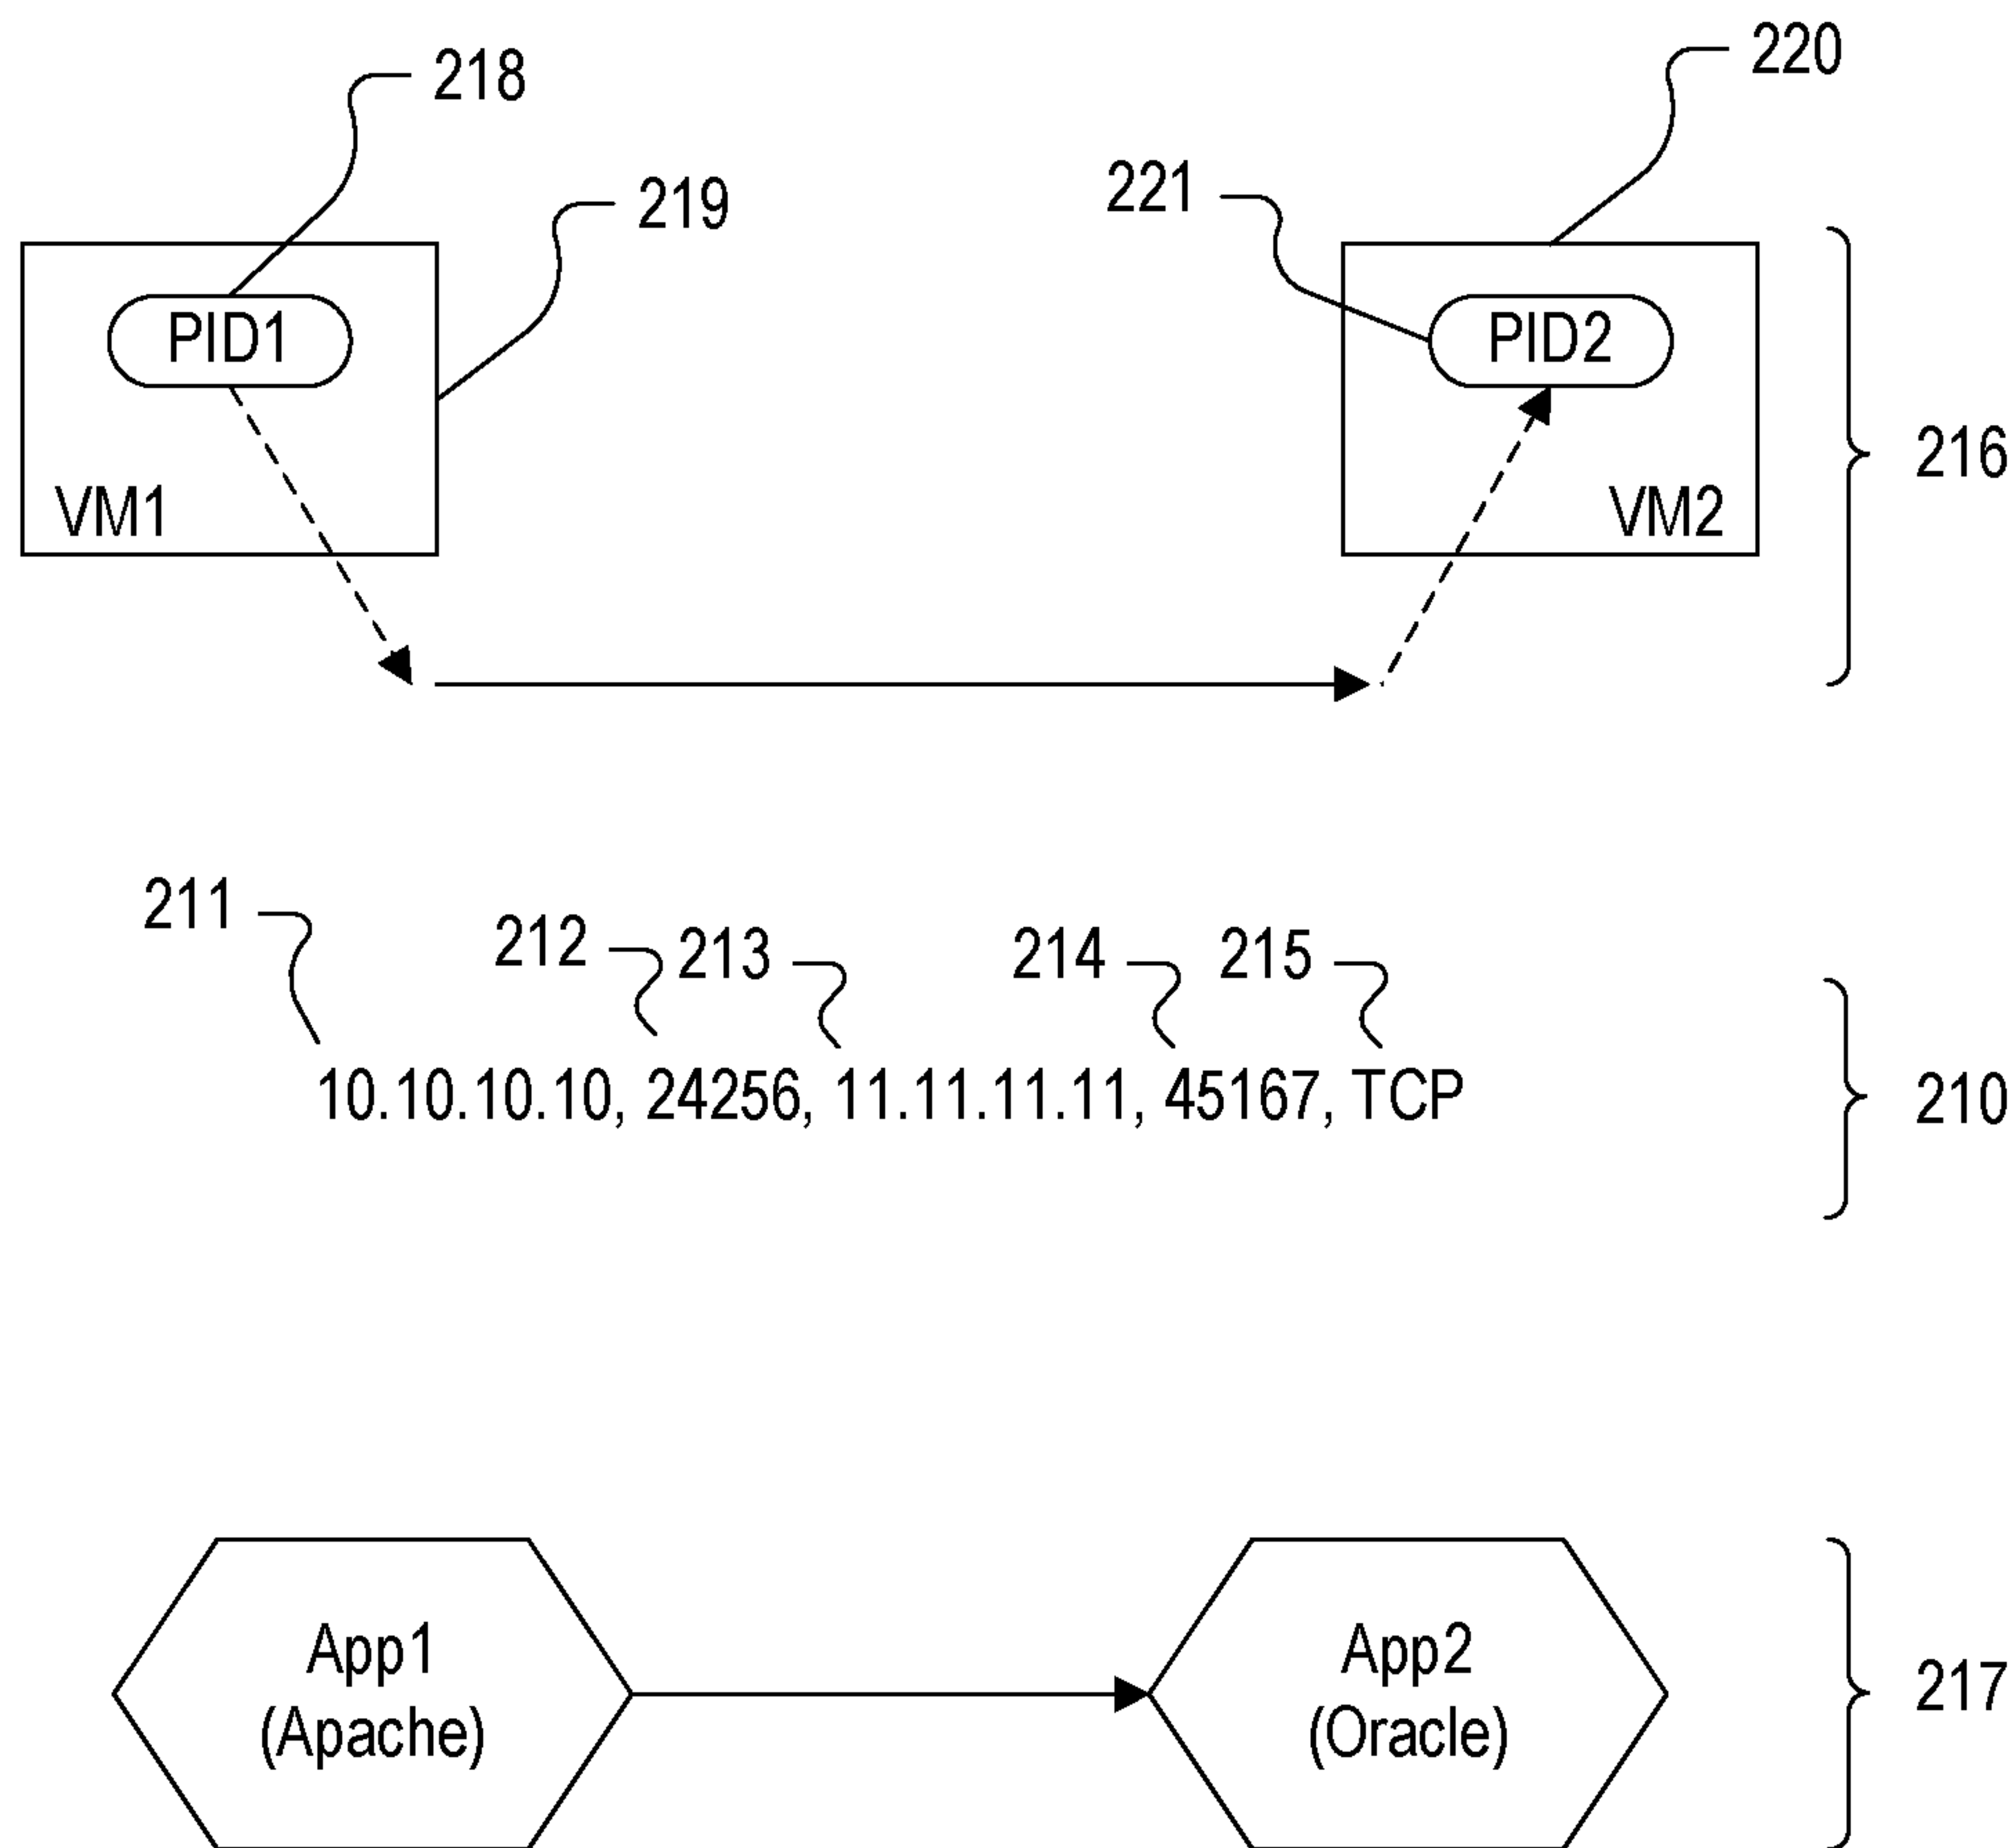 218
220
219
221
PID1
PID2
216
VM1
VM2
211
212
213
214
215
10.10.10.10, 24256, 11.11.11.11, 45167, TCP
210
App1
(Apache)
App2
(Oracle)
217